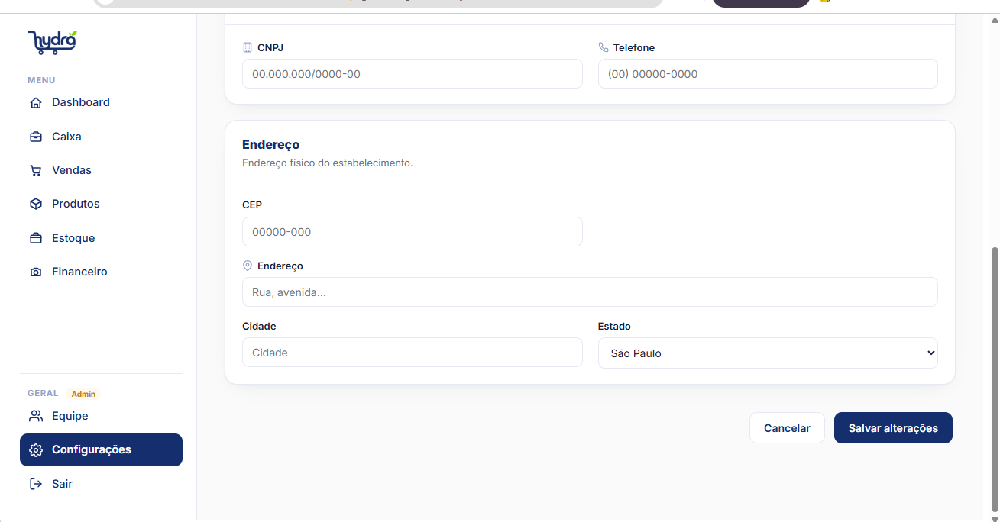 hydra
MENU
Dashboard
Caixa
Vendas
Produtos
Estoque
Financeiro
GERAL Admin
Equipe
Configurações
Sair
CNPJ
00.000.000/0000-00
Telefone
(00) 00000-0000
Endereço
Endereço físico do estabelecimento.
CEP
00000-000
Endereço
Rua, avenida...
Cidade
Cidade
Estado
São Paulo
Cancelar
Salvar alterações